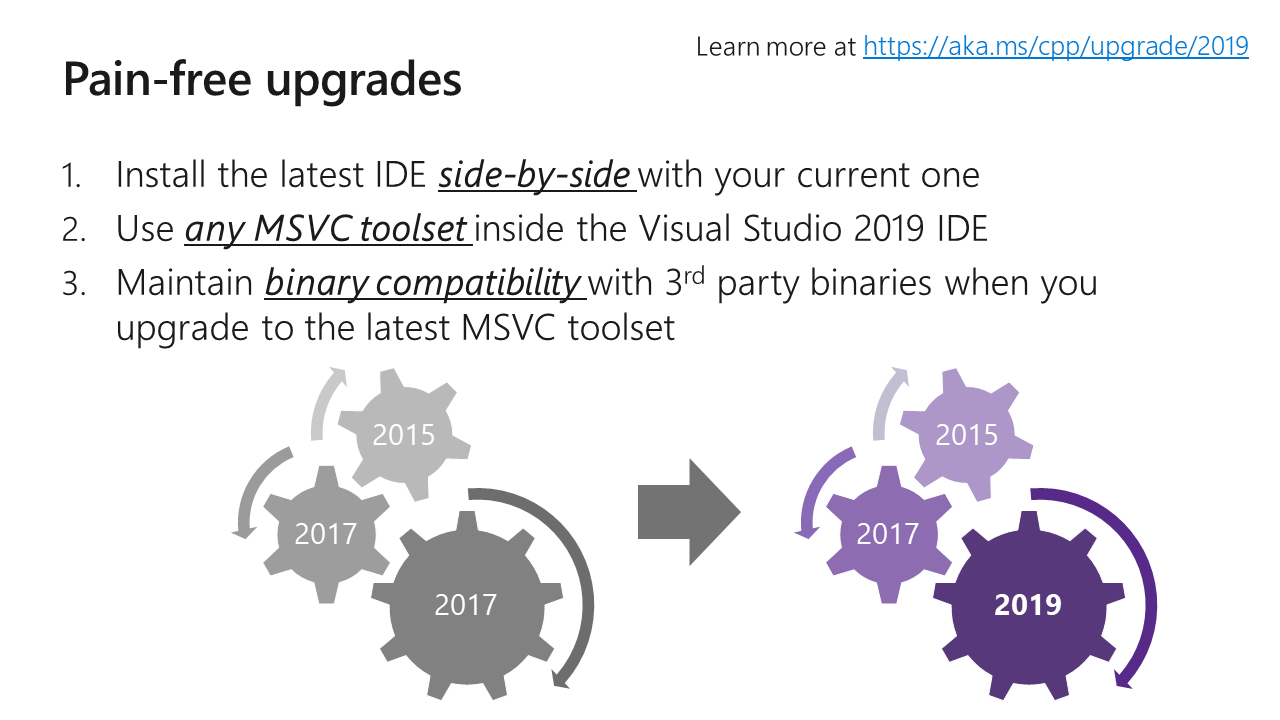 Learn more at https://aka.ms/cpp/upgrade/2019
Pain-free upgrades
1. Install the latest IDE side-by-side with your current one
2. Use any MSVC toolset inside the Visual Studio 2019 IDE
3. Maintain binary compatibility with 3rd party binaries when you
upgrade to the latest MSVC toolset
2015
2017
2017
2015
2017
2019